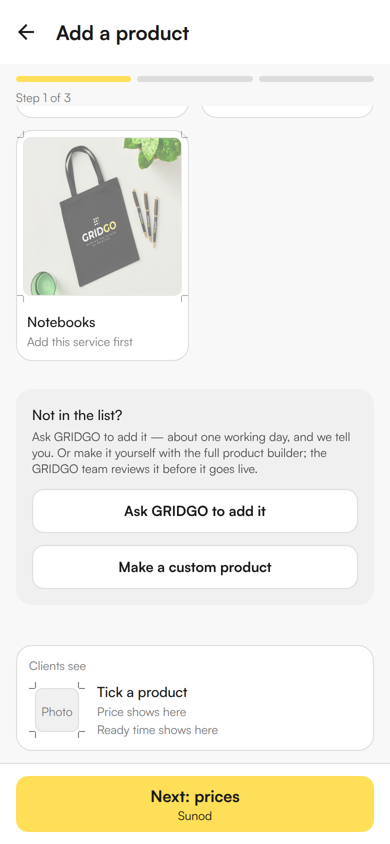 Add a product
Step 1 of 3
GRIDGO
Notebooks
Add this service first
Not in the list?
Ask GRIDGO to add it — about one working day, and we tell
you. Or make it yourself with the full product builder; the
GRIDGO team reviews it before it goes live.
Ask GRIDGO to add it
Make a custom product
Clients see
Photo
Tick a product
Price shows here
Ready time shows here
Next: prices
Sunod